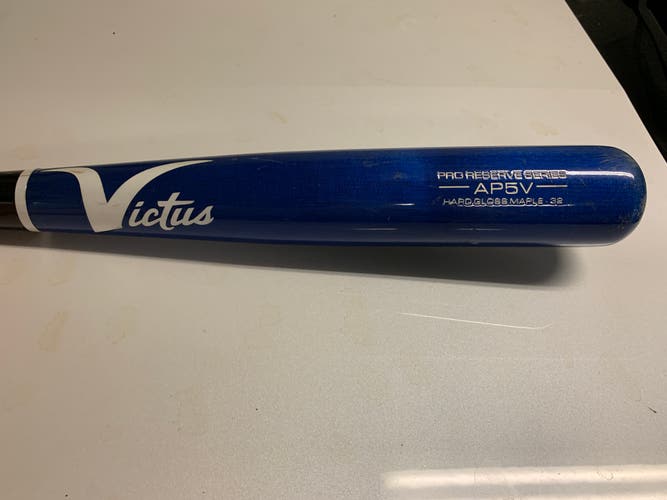 Victus
PRO RESERVE SERIES
AP5V
HARD GLOSS MAPLE - 32